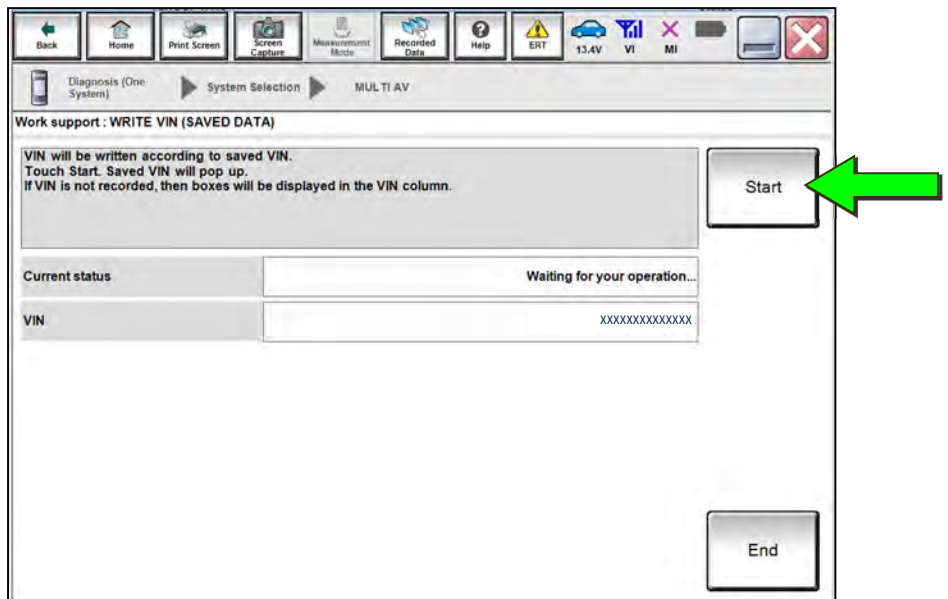 Back
Home
Print Screen
Screen Capture
Measurement Mode
Recorded Data
Help
ERT
13.4V
VI
MI
Diagnosis (One System)
System Selection
MULTI AV
Work support : WRITE VIN (SAVED DATA)
VIN will be written according to saved VIN.
Touch Start. Saved VIN will pop up.
If VIN is not recorded, then boxes will be displayed in the VIN column.
Start
Current status
Waiting for your operation...
VIN
XXXXXXXXXXXXXX
End